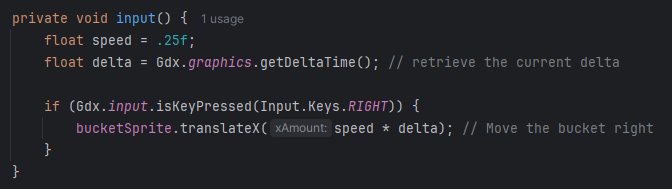 private void input() { 1 usage
    float speed = .25f;
    float delta = Gdx.graphics.getDeltaTime(); // retrieve the current delta
    if (Gdx.input.isKeyPressed(Input.Keys.RIGHT)) {
        bucketSprite.translateX( xAmount: speed * delta); // Move the bucket right
    }
}